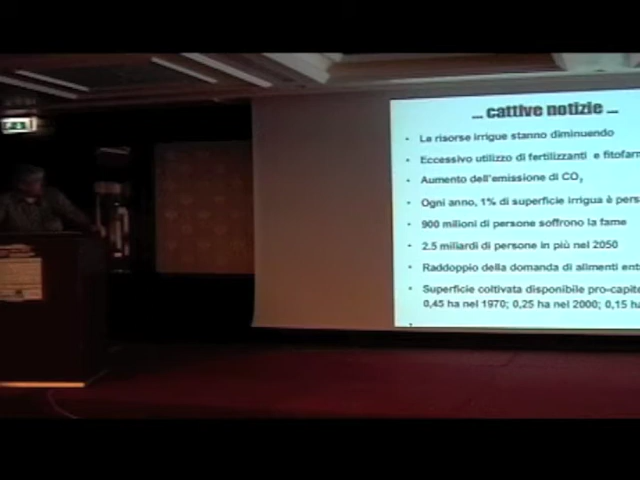 ... cattive notizie ...
• Le risorse irrigue stanno diminuendo
• Eccessivo utilizzo di fertilizzanti e fitofarm
• Aumento dell'emissione di CO2
• Ogni anno, 1% di superficie irrigua è pers
• 900 milioni di persone soffrono la fame
• 2.5 miliardi di persone in più nel 2050
• Raddoppio della domanda di alimenti ent
• Superficie coltivata disponibile pro-capite
0,45 ha nel 1970; 0,25 ha nel 2000; 0,15 ha